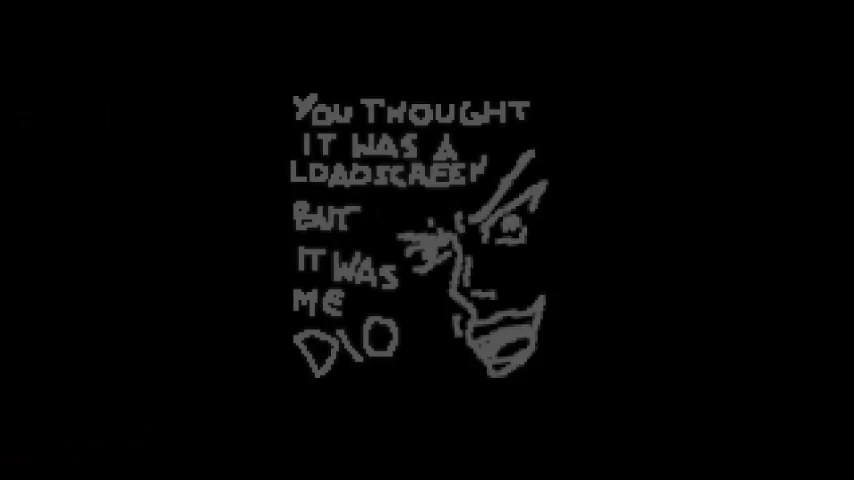 YOU THOUGHT
IT WAS A
LOADSCREEN
BUT
IT WAS
ME
DIO